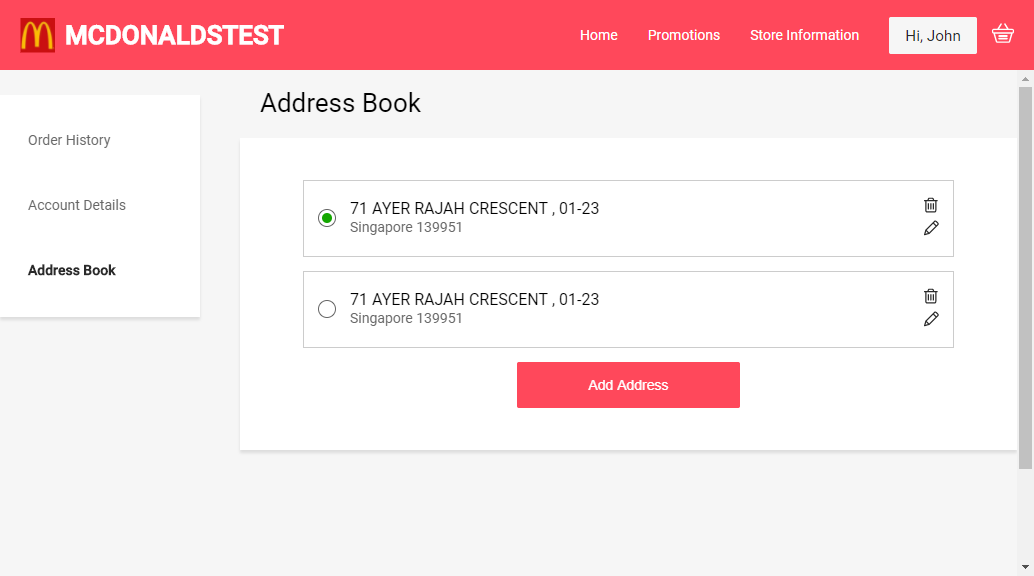 MCDONALDSTEST
Home
Promotions
Store Information
Hi, John
Order History
Account Details
Address Book
Address Book
71 AYER RAJAH CRESCENT , 01-23
Singapore 139951
71 AYER RAJAH CRESCENT , 01-23
Singapore 139951
Add Address